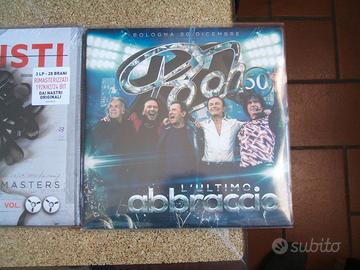 USTI
3 LP - 28 BRANI
RIMASTERIZZATI
192KHZ/24 BIT
DAI NASTRI
ORIGINALI
MASTERS
VOL.
BOLOGNA 30 DICEMBRE
Pooh
50
L'ULTIMO
abbraccio
subito